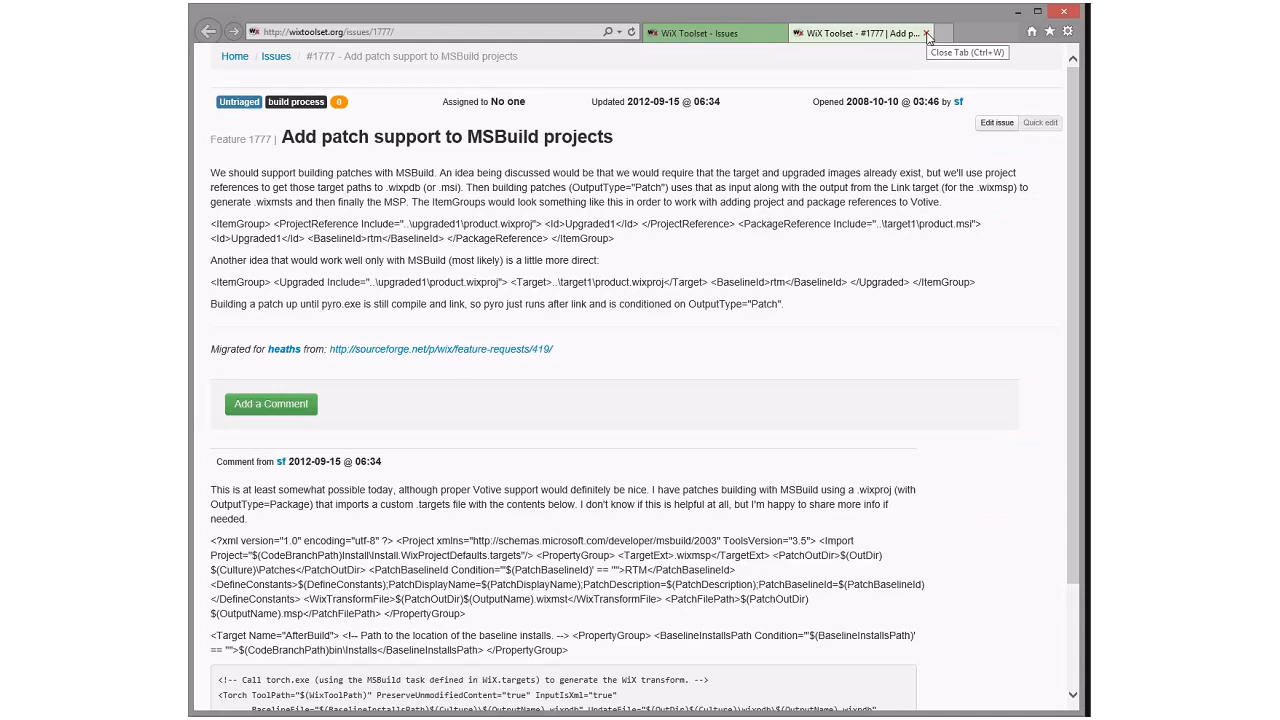 http://wixtoolset.org/issues/1777/
WiX Toolset - Issues
WiX Toolset - #1777 | Add p...
Close Tab (Ctrl+W)
Home / Issues / #1777 - Add patch support to MSBuild projects
Untriaged build process 0 Assigned to No one Updated 2012-09-15 @ 06:34 Opened 2008-10-10 @ 03:46 by sf
Edit issue Quick edit
Feature 1777 | Add patch support to MSBuild projects
We should support building patches with MSBuild. An idea being discussed would be that we would require that the target and upgraded images already exist, but we'll use project
references to get those target paths to .wixpdb (or .msi). Then building patches (OutputType="Patch") uses that as input along with the output from the Link target (for the .wixmsp) to
generate .wixmsts and then finally the MSP. The ItemGroups would look something like this in order to work with adding project and package references to Votive.
<ItemGroup> <ProjectReference Include="..\upgraded1\product.wixproj"> <Id>Upgraded1</Id> </ProjectReference> <PackageReference Include="..\target1\product.msi">
<Id>Upgraded1</Id> <BaselineId>rtm</BaselineId> </PackageReference> </ItemGroup>
Another idea that would work well only with MSBuild (most likely) is a little more direct:
<ItemGroup> <Upgraded Include="..\upgraded1\product.wixproj"> <Target>..\target1\product.wixproj</Target> <BaselineId>rtm</BaselineId> </Upgraded> </ItemGroup>
Building a patch up until pyro.exe is still compile and link, so pyro just runs after link and is conditioned on OutputType="Patch".
Migrated for heaths from: http://sourceforge.net/p/wix/feature-requests/419/
Add a Comment
Comment from sf 2012-09-15 @ 06:34
This is at least somewhat possible today, although proper Votive support would definitely be nice. I have patches building with MSBuild using a .wixproj (with
OutputType=Package) that imports a custom .targets file with the contents below. I don't know if this is helpful at all, but I'm happy to share more info if
needed.
<?xml version="1.0" encoding="utf-8" ?> <Project xmlns="http://schemas.microsoft.com/developer/msbuild/2003" ToolsVersion="3.5"> <Import
Project="$(CodeBranchPath)Install\Install.WixProjectDefaults.targets"/> <PropertyGroup> <TargetExt>.wixmsp</TargetExt> <PatchOutDir>$(OutDir)
$(Culture)\Patches</PatchOutDir> <PatchBaselineId Condition="'$(PatchBaselineId)' == ''">RTM</PatchBaselineId>
<DefineConstants>$(DefineConstants);PatchDisplayName=$(PatchDisplayName);PatchDescription=$(PatchDescription);PatchBaselineId=$(PatchBaselineId)
</DefineConstants> <WixTransformFile>$(PatchOutDir)$(OutputName).wixmst</WixTransformFile> <PatchFilePath>$(PatchOutDir)
$(OutputName).msp</PatchFilePath> </PropertyGroup>
<Target Name="AfterBuild"> <!-- Path to the location of the baseline installs. --> <PropertyGroup> <BaselineInstallsPath Condition="'$(BaselineInstallsPath)'
== ''">$(CodeBranchPath)bin\Installs</BaselineInstallsPath> </PropertyGroup>
<!-- Call torch.exe (using the MSBuild task defined in WiX.targets) to generate the WiX transform. -->
<Torch ToolPath="$(WixToolPath)" PreserveUnmodifiedContent="true" InputIsXml="true"
BaselineFile="$(BaselineInstallsPath)$(Culture)\$(OutputName).wixpdb" UpdateFile="$(OutDir)$(Culture)\$(OutputName).wixpdb"